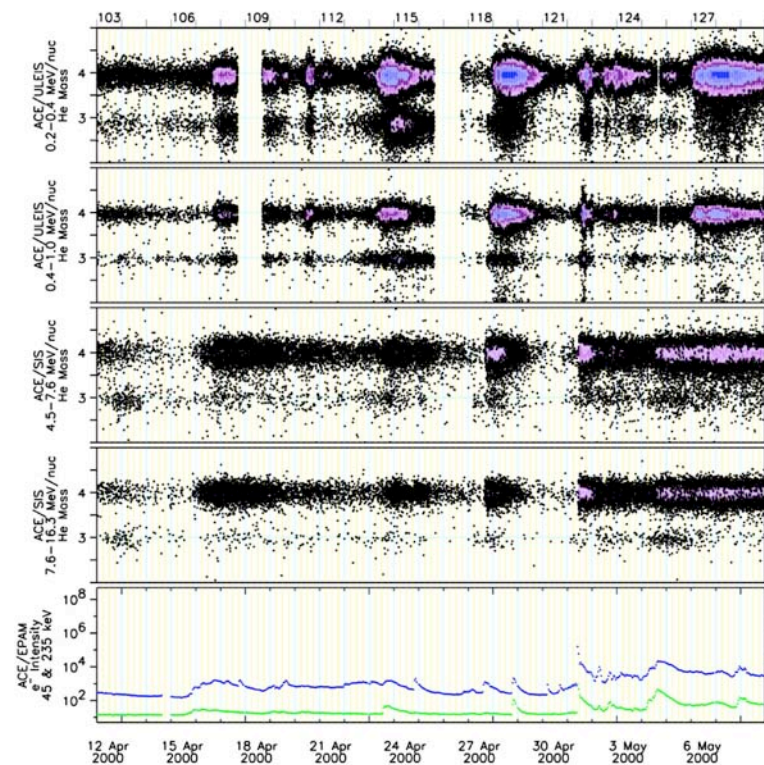 103 106 109 112 115 118 121 124 127
ACE/ULEIS
0.2–0.4 MeV/nuc
He Mass
4
3
ACE/ULEIS
0.4–1.0 MeV/nuc
He Mass
4
3
ACE/SIS
4.5–7.6 MeV/nuc
He Mass
4
3
ACE/SIS
7.6–16.3 MeV/nuc
He Mass
4
3
ACE/EPAM
e⁻ Intensity
45 & 235 keV
10⁸
10⁶
10⁴
10²
12 Apr 15 Apr 18 Apr 21 Apr 24 Apr 27 Apr 30 Apr 3 May 6 May
2000 2000 2000 2000 2000 2000 2000 2000 2000